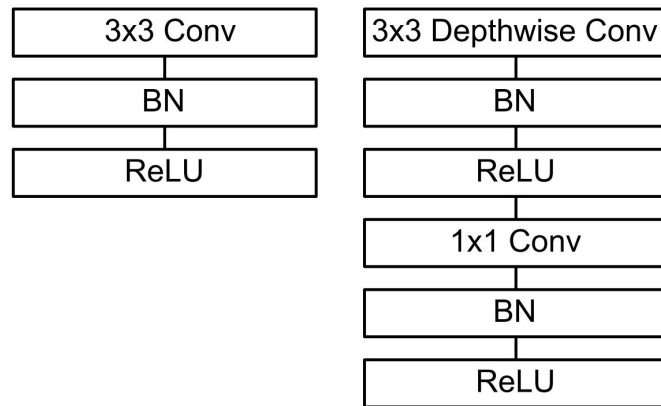 3x3 Conv
BN
ReLU
3x3 Depthwise Conv
BN
ReLU
1x1 Conv
BN
ReLU